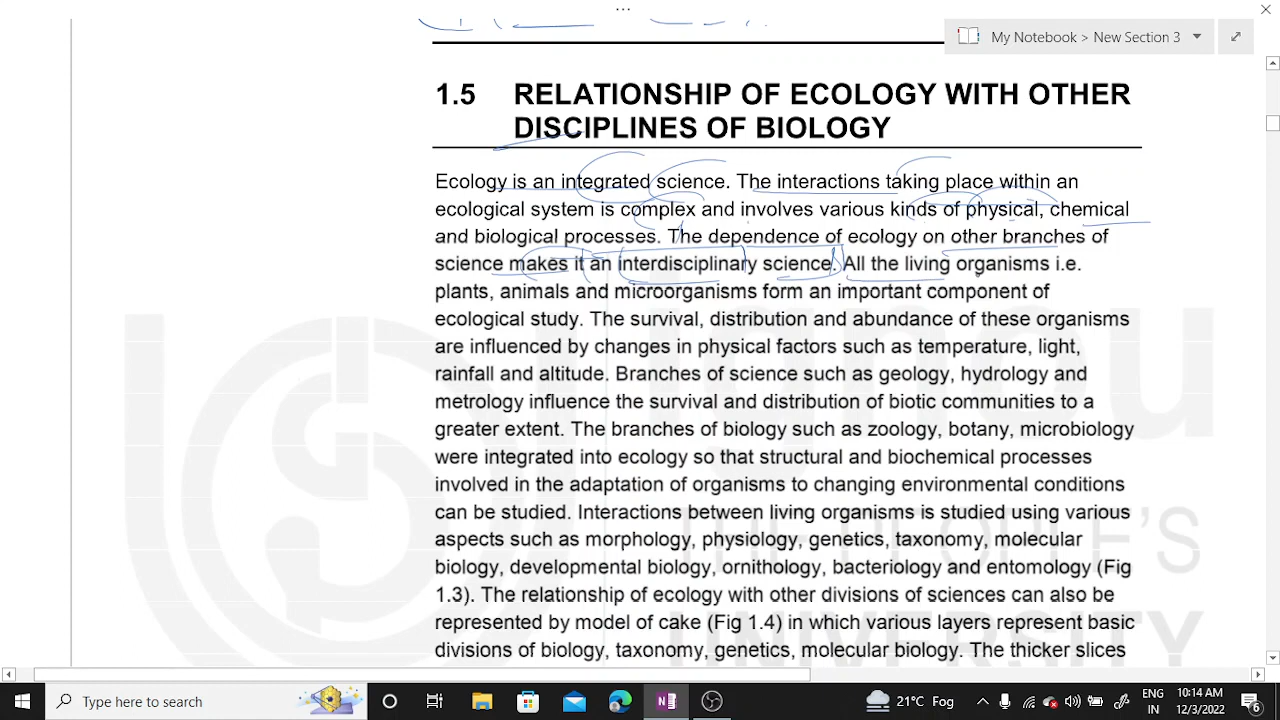 My Notebook > New Section 3
1.5 RELATIONSHIP OF ECOLOGY WITH OTHER
DISCIPLINES OF BIOLOGY
Ecology is an integrated science. The interactions taking place within an
ecological system is complex and involves various kinds of physical, chemical
and biological processes. The dependence of ecology on other branches of
science makes it an interdisciplinary science. All the living organisms i.e.
plants, animals and microorganisms form an important component of
ecological study. The survival, distribution and abundance of these organisms
are influenced by changes in physical factors such as temperature, light,
rainfall and altitude. Branches of science such as geology, hydrology and
metrology influence the survival and distribution of biotic communities to a
greater extent. The branches of biology such as zoology, botany, microbiology
were integrated into ecology so that structural and biochemical processes
involved in the adaptation of organisms to changing environmental conditions
can be studied. Interactions between living organisms is studied using various
aspects such as morphology, physiology, genetics, taxonomy, molecular
biology, developmental biology, ornithology, bacteriology and entomology (Fig
1.3). The relationship of ecology with other divisions of sciences can also be
represented by model of cake (Fig 1.4) in which various layers represent basic
divisions of biology, taxonomy, genetics, molecular biology. The thicker slices
ignou
THE PEOPLE'S
UNIVERSITY
Type here to search
21°C Fog
ENG
IN
10:14 AM
12/3/2022
6